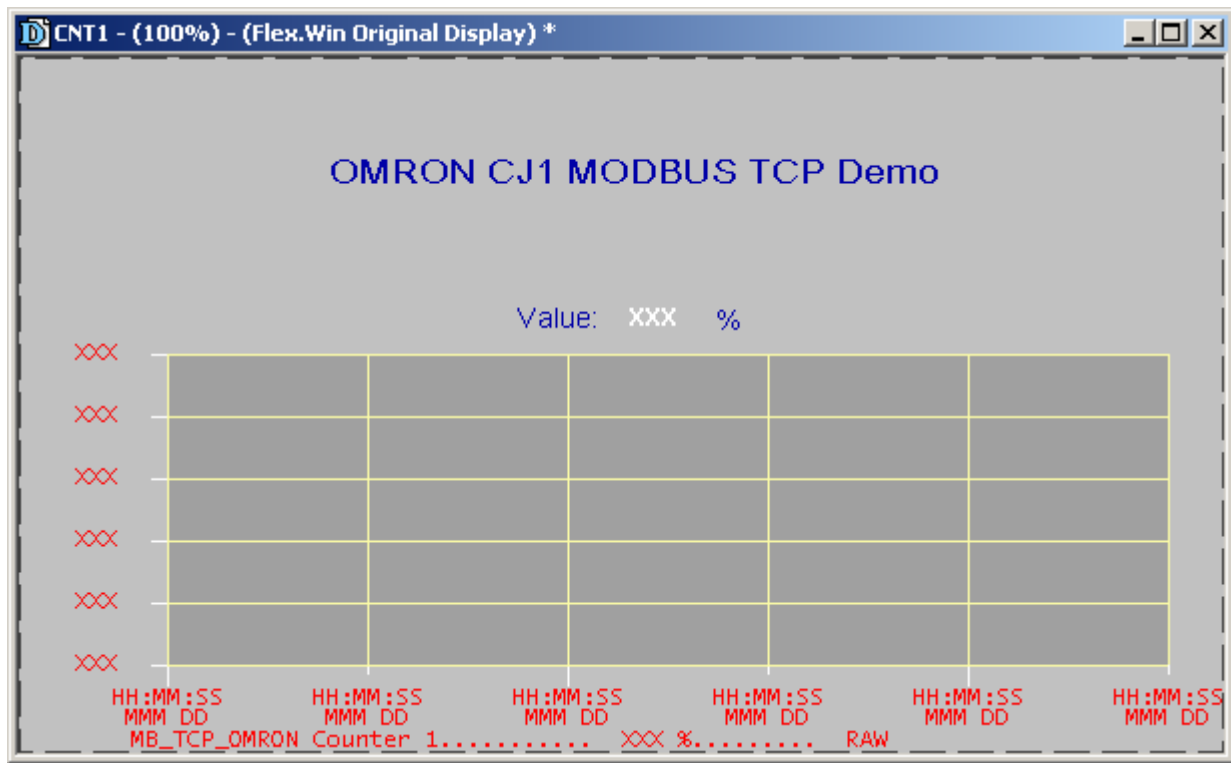 CNT1 - (100%) - (Flex.Win Original Display) *
OMRON CJ1 MODBUS TCP Demo
Value: XXX %
XXX
XXX
XXX
XXX
XXX
XXX
HH:MM:SS HH:MM:SS HH:MM:SS HH:MM:SS HH:MM:SS HH:MM:SS
MMM DD MMM DD MMM DD MMM DD MMM DD MMM DD
MB_TCP_OMRON Counter 1........... XXX %......... RAW